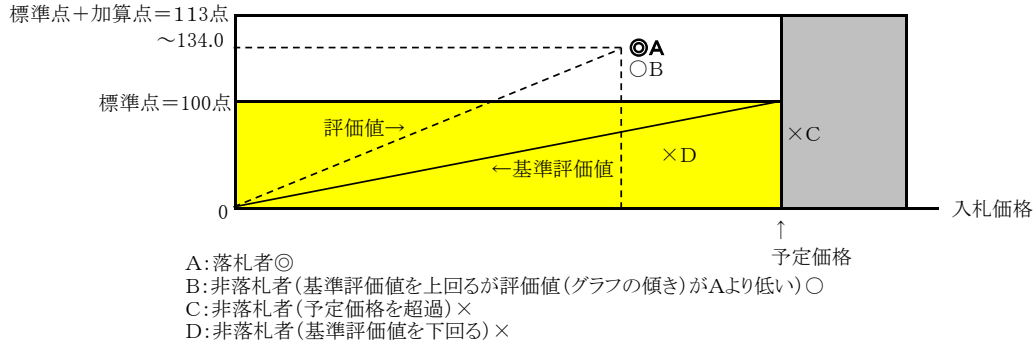 標準点＋加算点＝113点
～134.0
◎A
○B
標準点＝100点
評価値→
×C
×D
←基準評価値
0
入札価格
↑
予定価格
A：落札者◎
B：非落札者（基準評価値を上回るが評価値（グラフの傾き）がAより低い）○
C：非落札者（予定価格を超過）×
D：非落札者（基準評価値を下回る）×